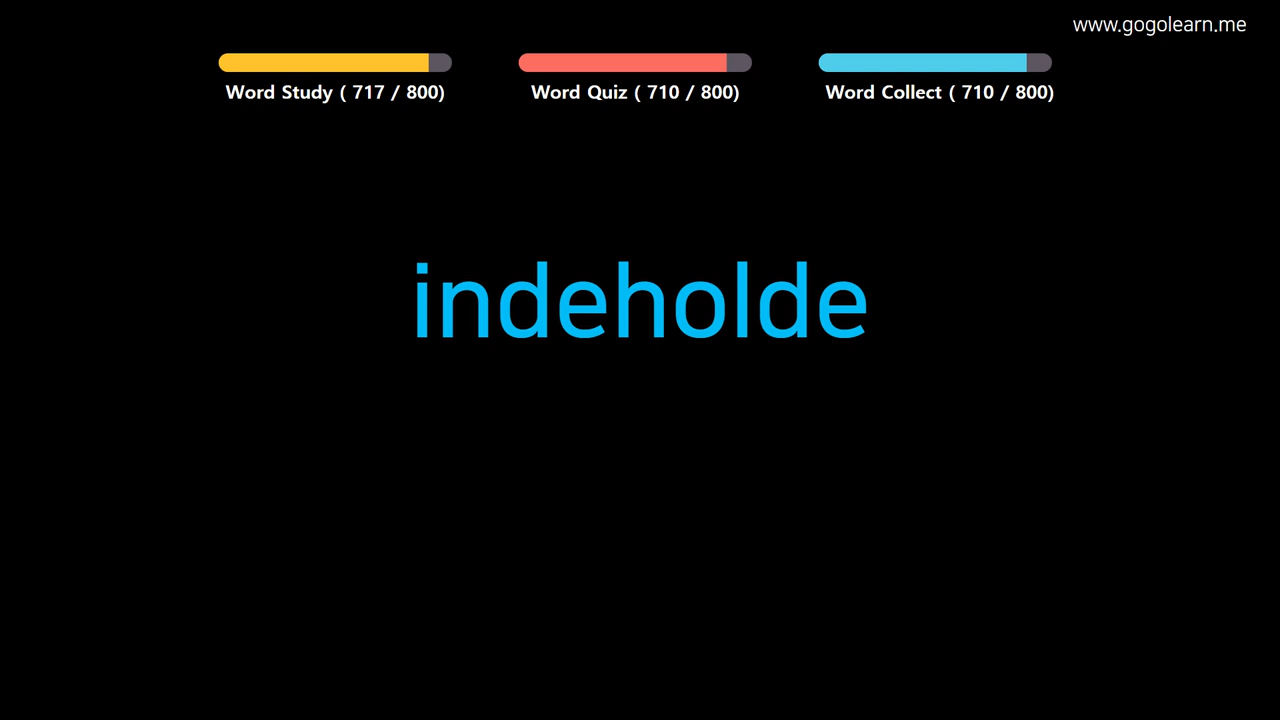 www.gogolearn.me
Word Study ( 717 / 800)
Word Quiz ( 710 / 800)
Word Collect ( 710 / 800)
indeholde